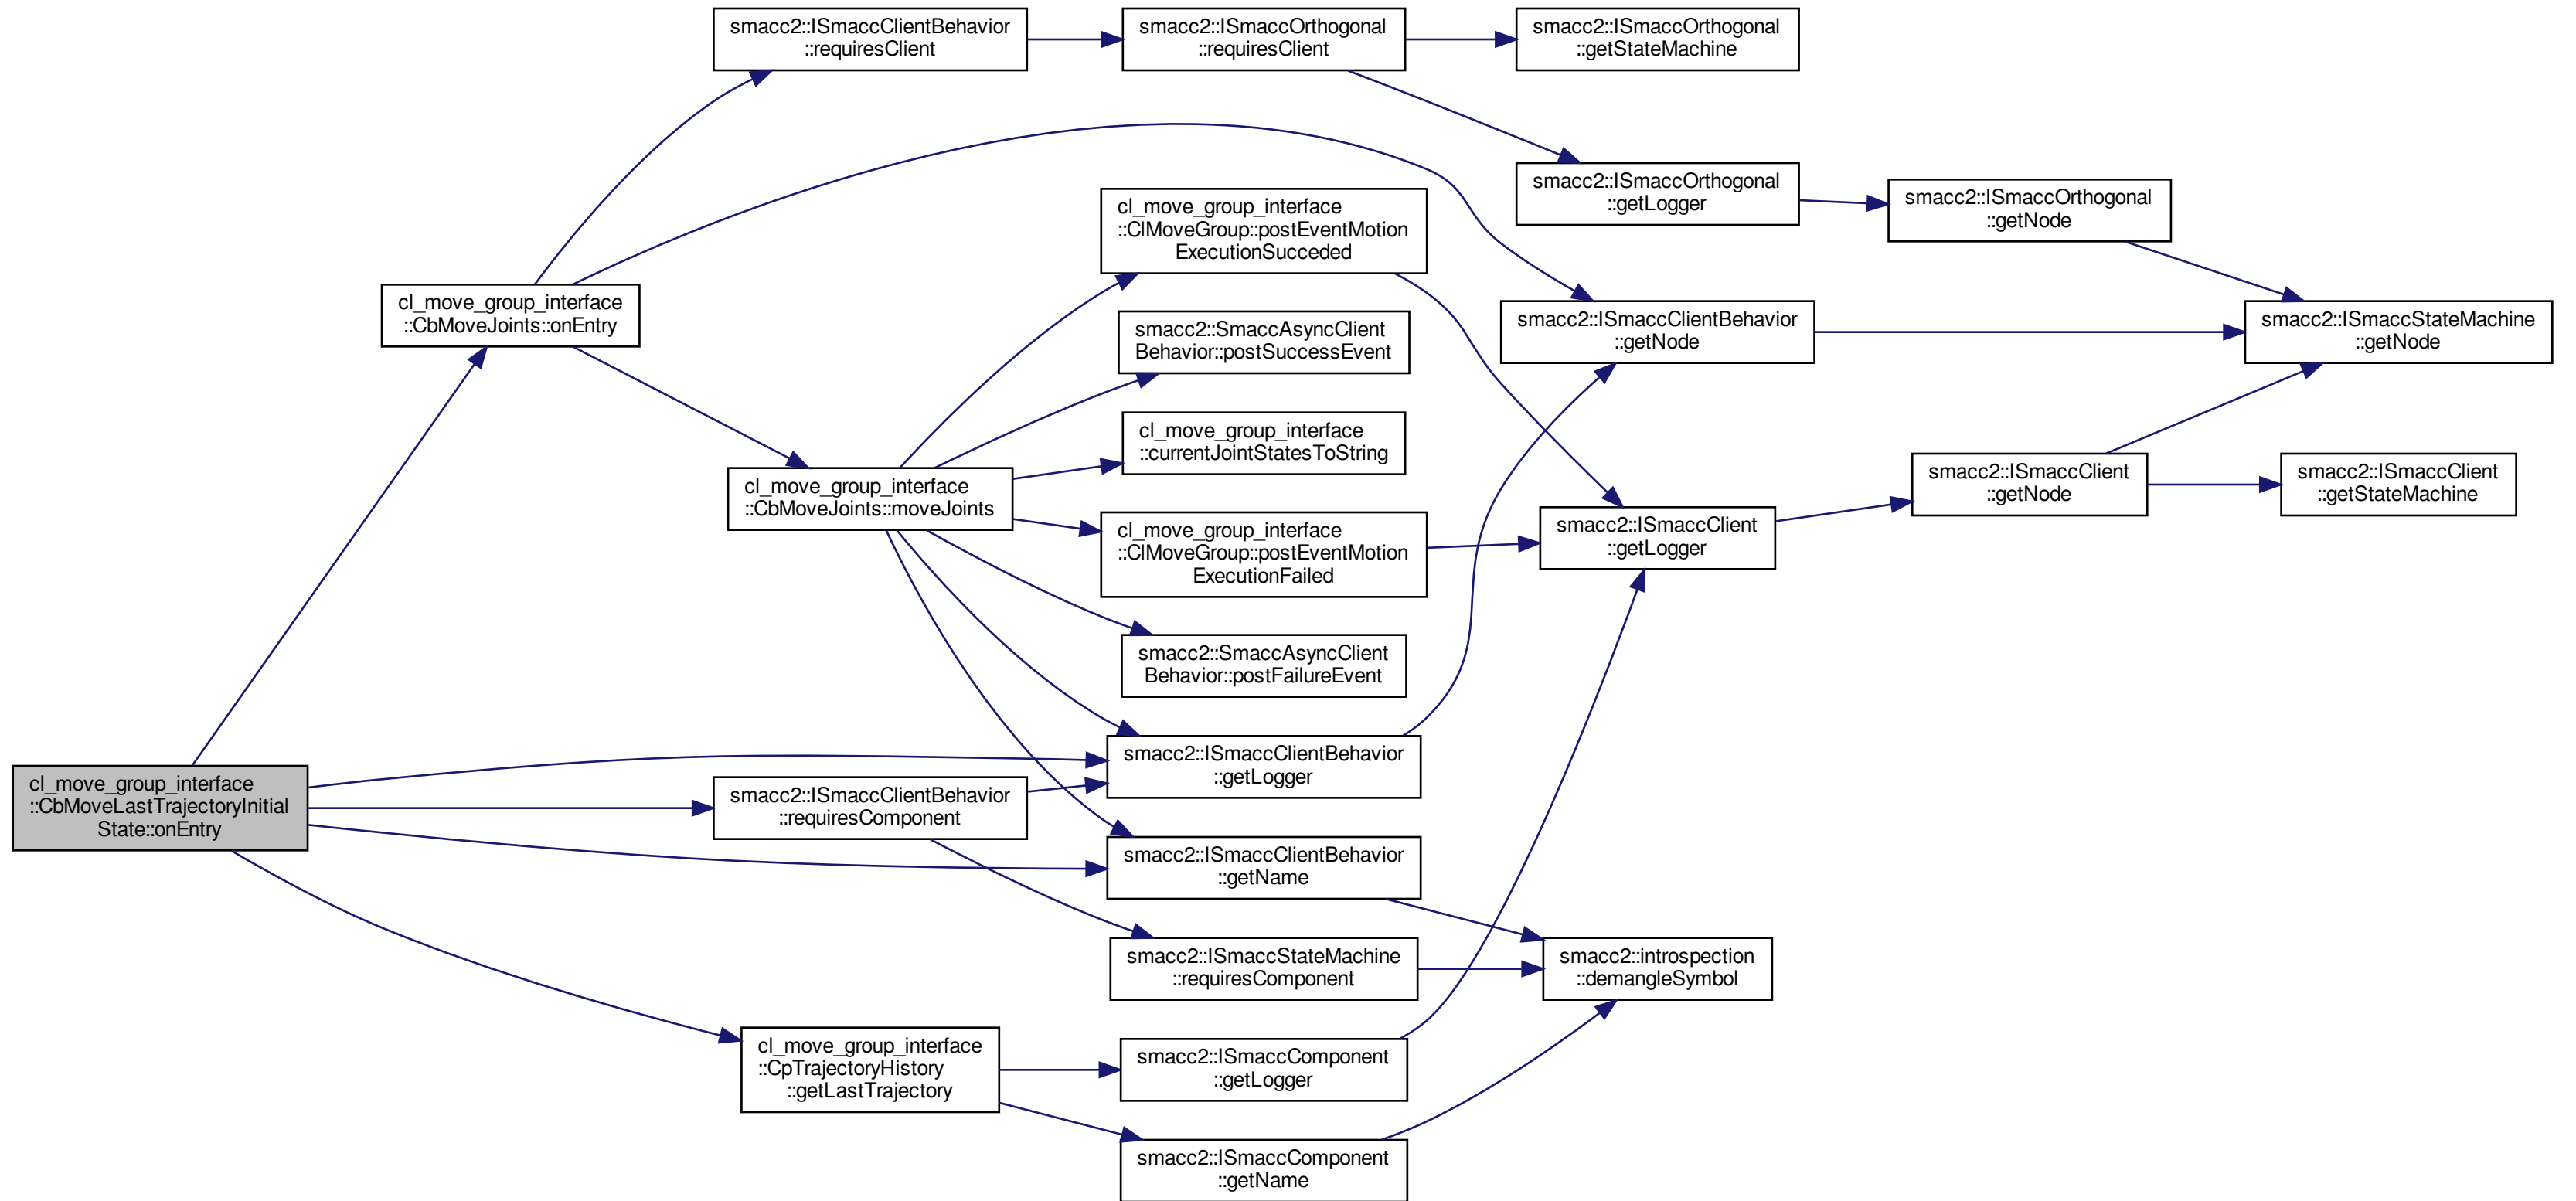 smacc2::ISmaccClientBehavior
::requiresClient
smacc2::ISmaccOrthogonal
::requiresClient
smacc2::ISmaccOrthogonal
::getStateMachine
smacc2::ISmaccOrthogonal
::getLogger
smacc2::ISmaccOrthogonal
::getNode
cl_move_group_interface
::ClMoveGroup::postEventMotion
ExecutionSucceded
cl_move_group_interface
::CbMoveJoints::onEntry
smacc2::SmaccAsyncClient
Behavior::postSuccessEvent
smacc2::ISmaccClientBehavior
::getNode
smacc2::ISmaccStateMachine
::getNode
cl_move_group_interface
::currentJointStatesToString
cl_move_group_interface
::CbMoveJoints::moveJoints
smacc2::ISmaccClient
::getNode
smacc2::ISmaccClient
::getStateMachine
cl_move_group_interface
::ClMoveGroup::postEventMotion
ExecutionFailed
smacc2::ISmaccClient
::getLogger
smacc2::SmaccAsyncClient
Behavior::postFailureEvent
smacc2::ISmaccClientBehavior
::getLogger
cl_move_group_interface
::CbMoveLastTrajectoryInitial
State::onEntry
smacc2::ISmaccClientBehavior
::requiresComponent
smacc2::ISmaccClientBehavior
::getName
smacc2::ISmaccStateMachine
::requiresComponent
smacc2::introspection
::demangleSymbol
cl_move_group_interface
::CpTrajectoryHistory
::getLastTrajectory
smacc2::ISmaccComponent
::getLogger
smacc2::ISmaccComponent
::getName